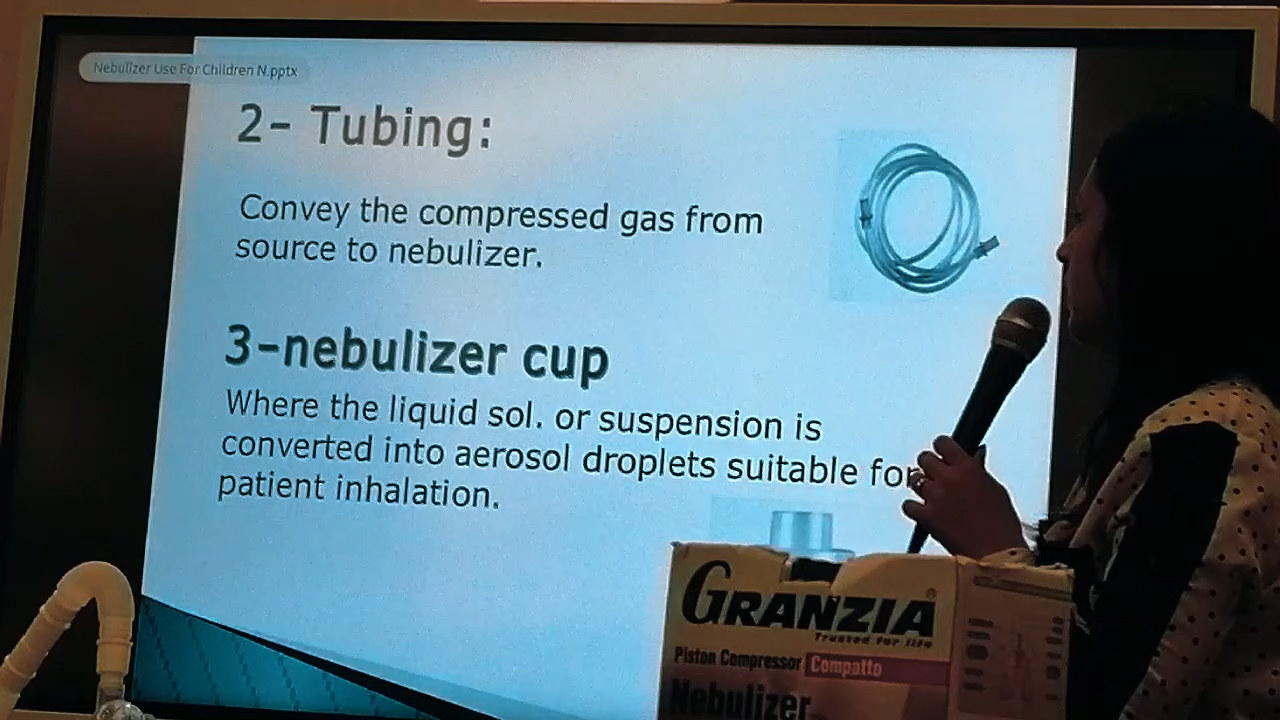 Nebulizer Use For Children N.pptx
2- Tubing:
Convey the compressed gas from
source to nebulizer.
3-nebulizer cup
Where the liquid sol. or suspension is
converted into aerosol droplets suitable for
patient inhalation.
GRANZIA®
Trusted for life
Piston Compressor Compatto
Nebulizer